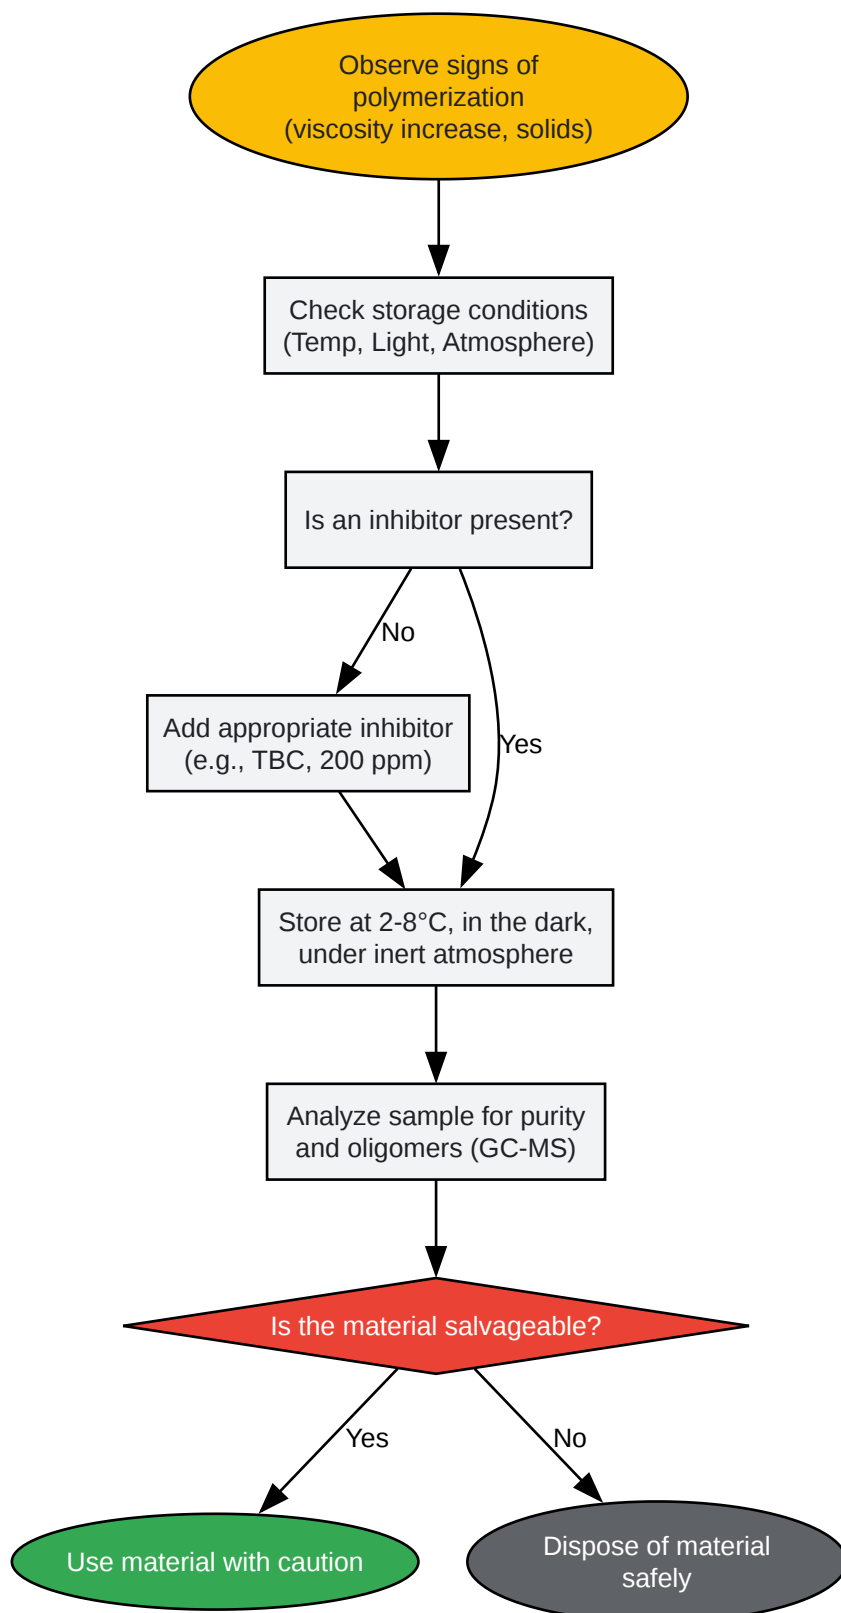 Observe signs of
polymerization
(viscosity increase, solids)
Check storage conditions
(Temp, Light, Atmosphere)
Is an inhibitor present?
No
Add appropriate inhibitor
(e.g., TBC, 200 ppm)
Yes
Store at 2-8°C, in the dark,
under inert atmosphere
Analyze sample for purity
and oligomers (GC-MS)
Is the material salvageable?
Yes
No
Use material with caution
Dispose of material
safely